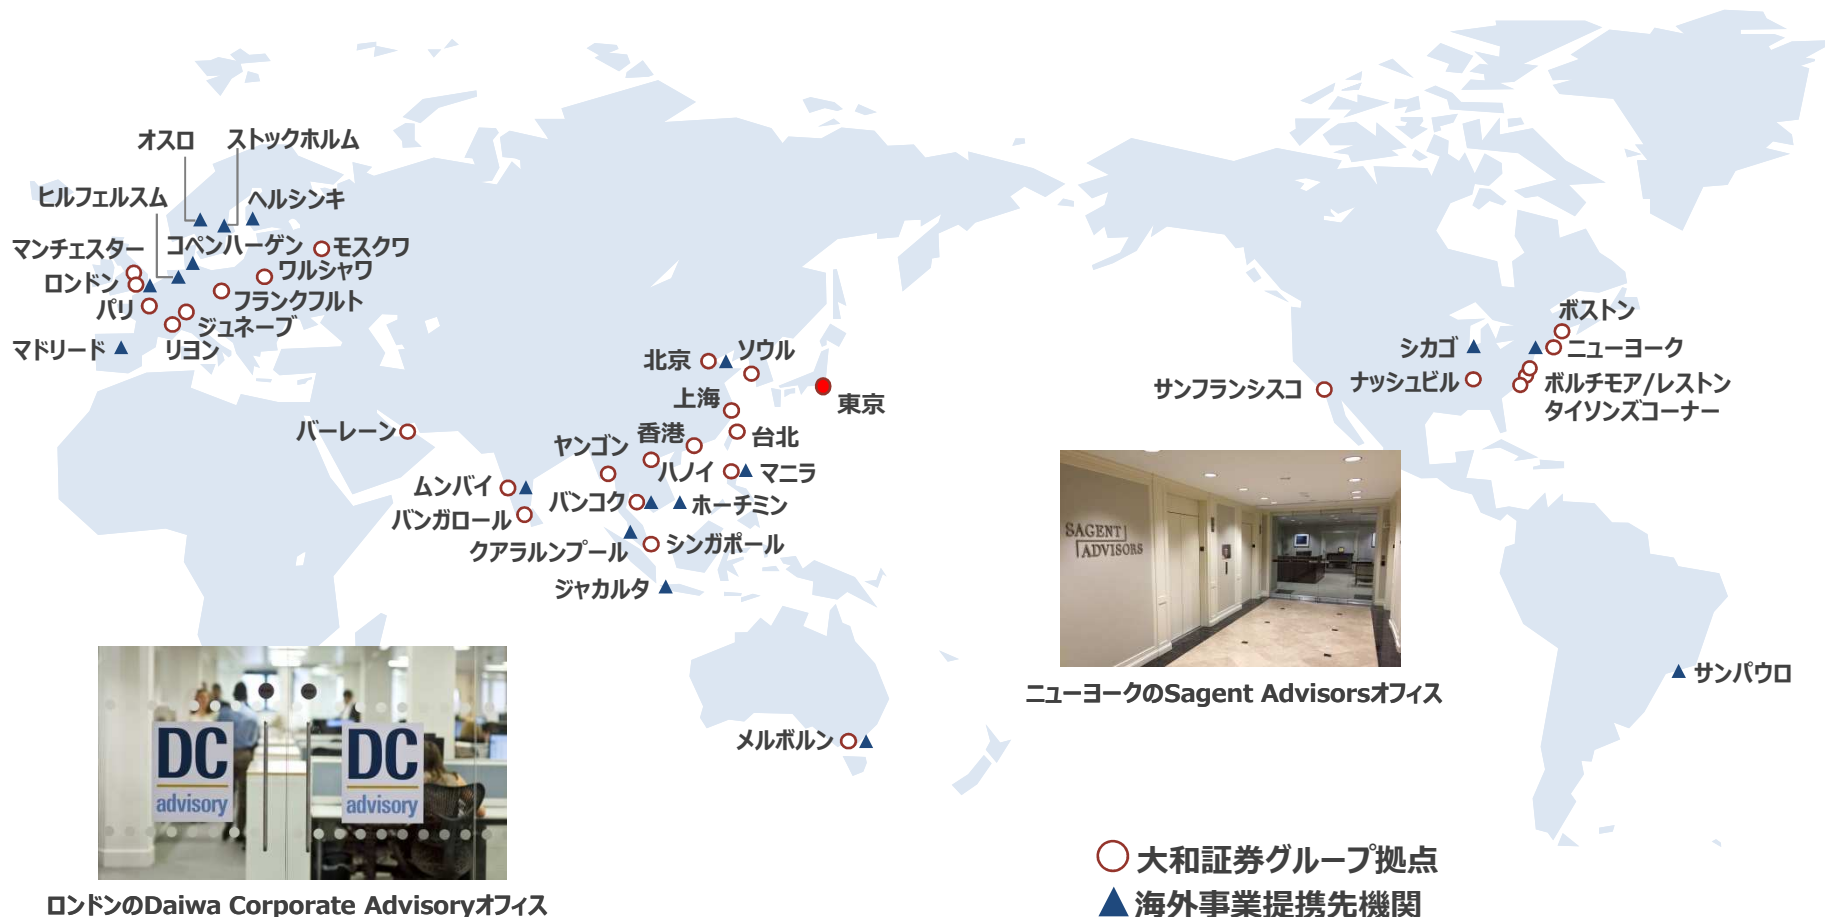 オスロ
ストックホルム
ヒルフェルスム
ヘルシンキ
マンチェスター
コペンハーゲン
モスクワ
ロンドン
ワルシャワ
パリ
フランクフルト
ジュネーブ
マドリード
リヨン
バーレーン
ムンバイ
バンガロール
北京
ソウル
上海
東京
ヤンゴン
香港
台北
ハノイ
マニラ
バンコク
ホーチミン
クアラルンプール
シンガポール
ジャカルタ
メルボルン
ボストン
シカゴ
ニューヨーク
サンフランシスコ
ナッシュビル
ボルチモア/レストン
タイソンズコーナー
サンパウロ
SAGENT
ADVISORS
ニューヨークのSagent Advisorsオフィス
DC
advisory
DC
advisory
ロンドンのDaiwa Corporate Advisoryオフィス
大和証券グループ拠点
海外事業提携先機関